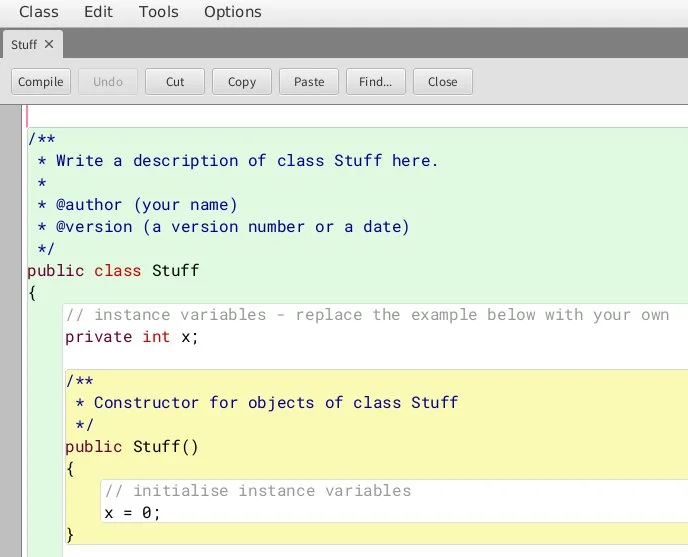 Class Edit Tools Options
Stuff ✕
Compile Undo Cut Copy Paste Find... Close
/**
 * Write a description of class Stuff here.
 *
 * @author (your name)
 * @version (a version number or a date)
 */
public class Stuff
{
    // instance variables - replace the example below with your own
    private int x;
    /**
     * Constructor for objects of class Stuff
     */
    public Stuff()
    {
        // initialise instance variables
        x = 0;
    }